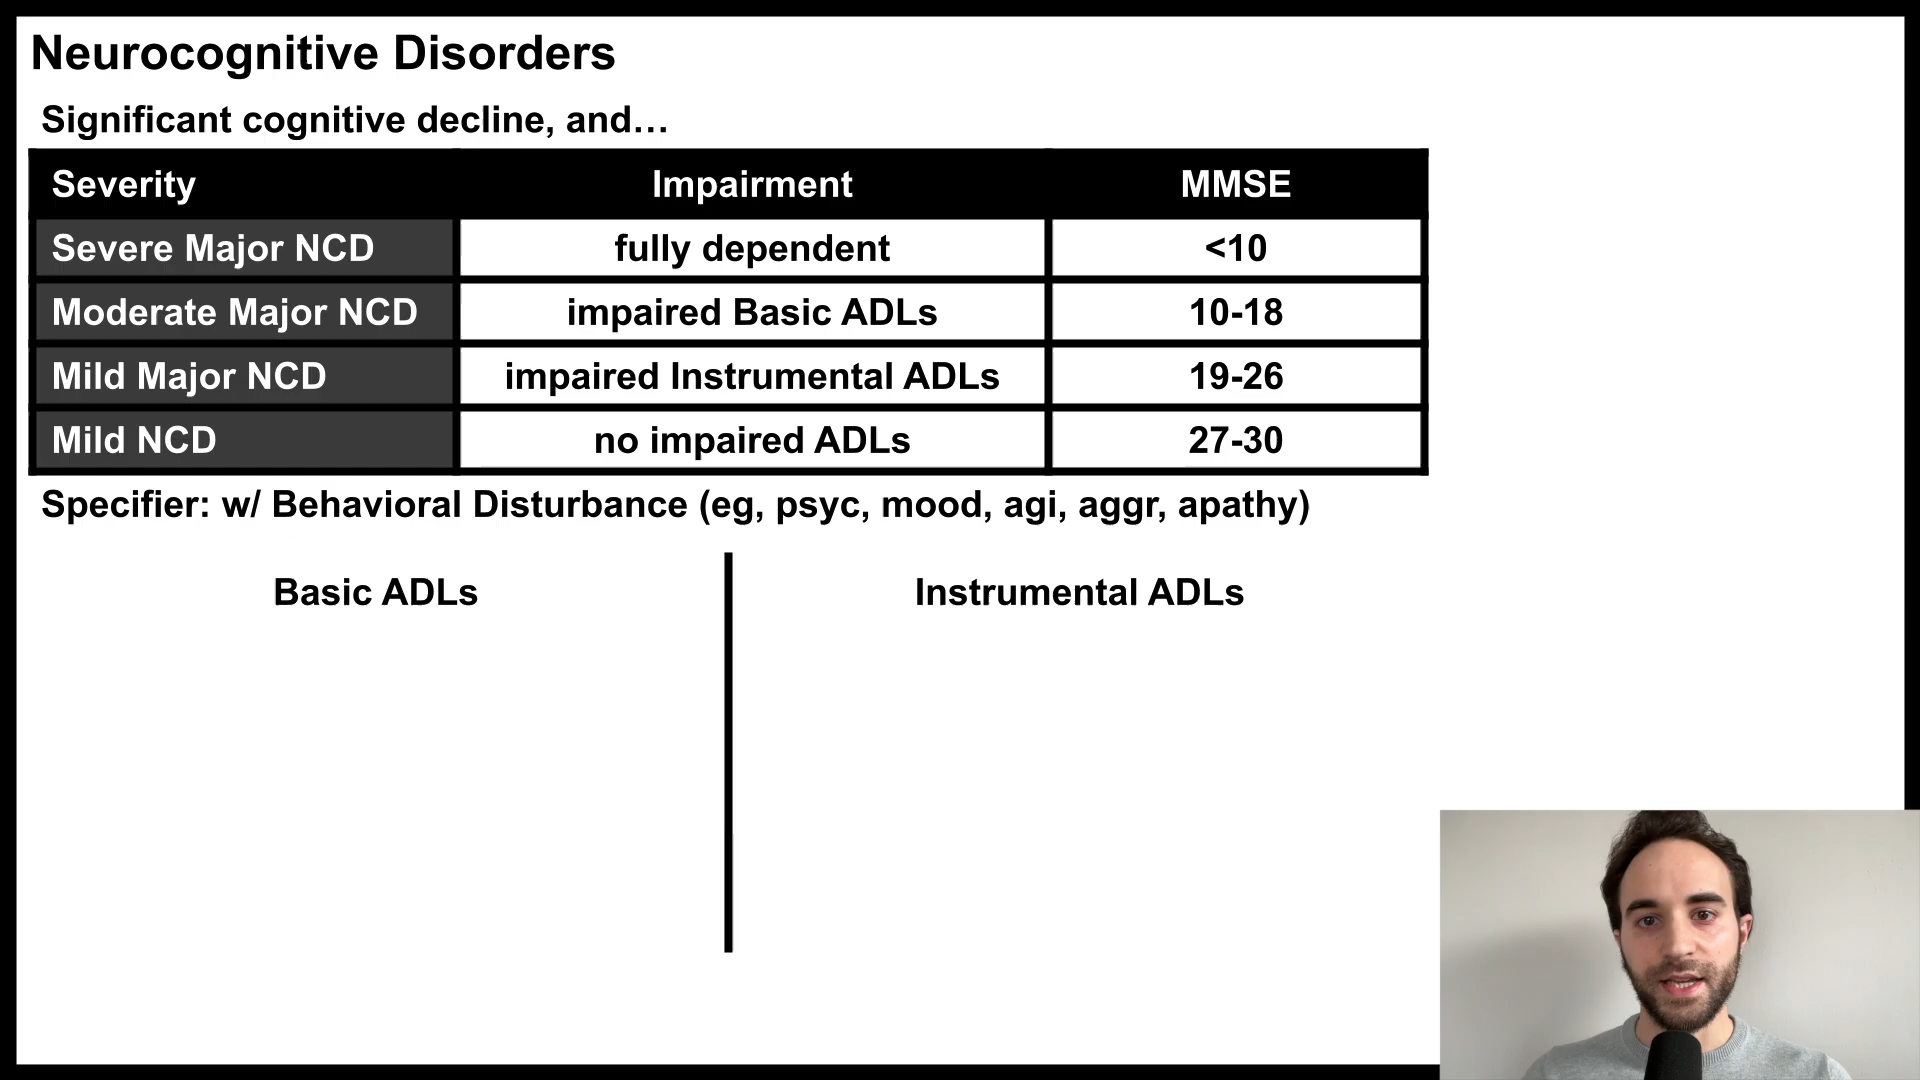 Neurocognitive Disorders
Significant cognitive decline, and…
Severity Impairment MMSE
Severe Major NCD fully dependent <10
Moderate Major NCD impaired Basic ADLs 10-18
Mild Major NCD impaired Instrumental ADLs 19-26
Mild NCD no impaired ADLs 27-30
Specifier: w/ Behavioral Disturbance (eg, psyc, mood, agi, aggr, apathy)
Basic ADLs Instrumental ADLs